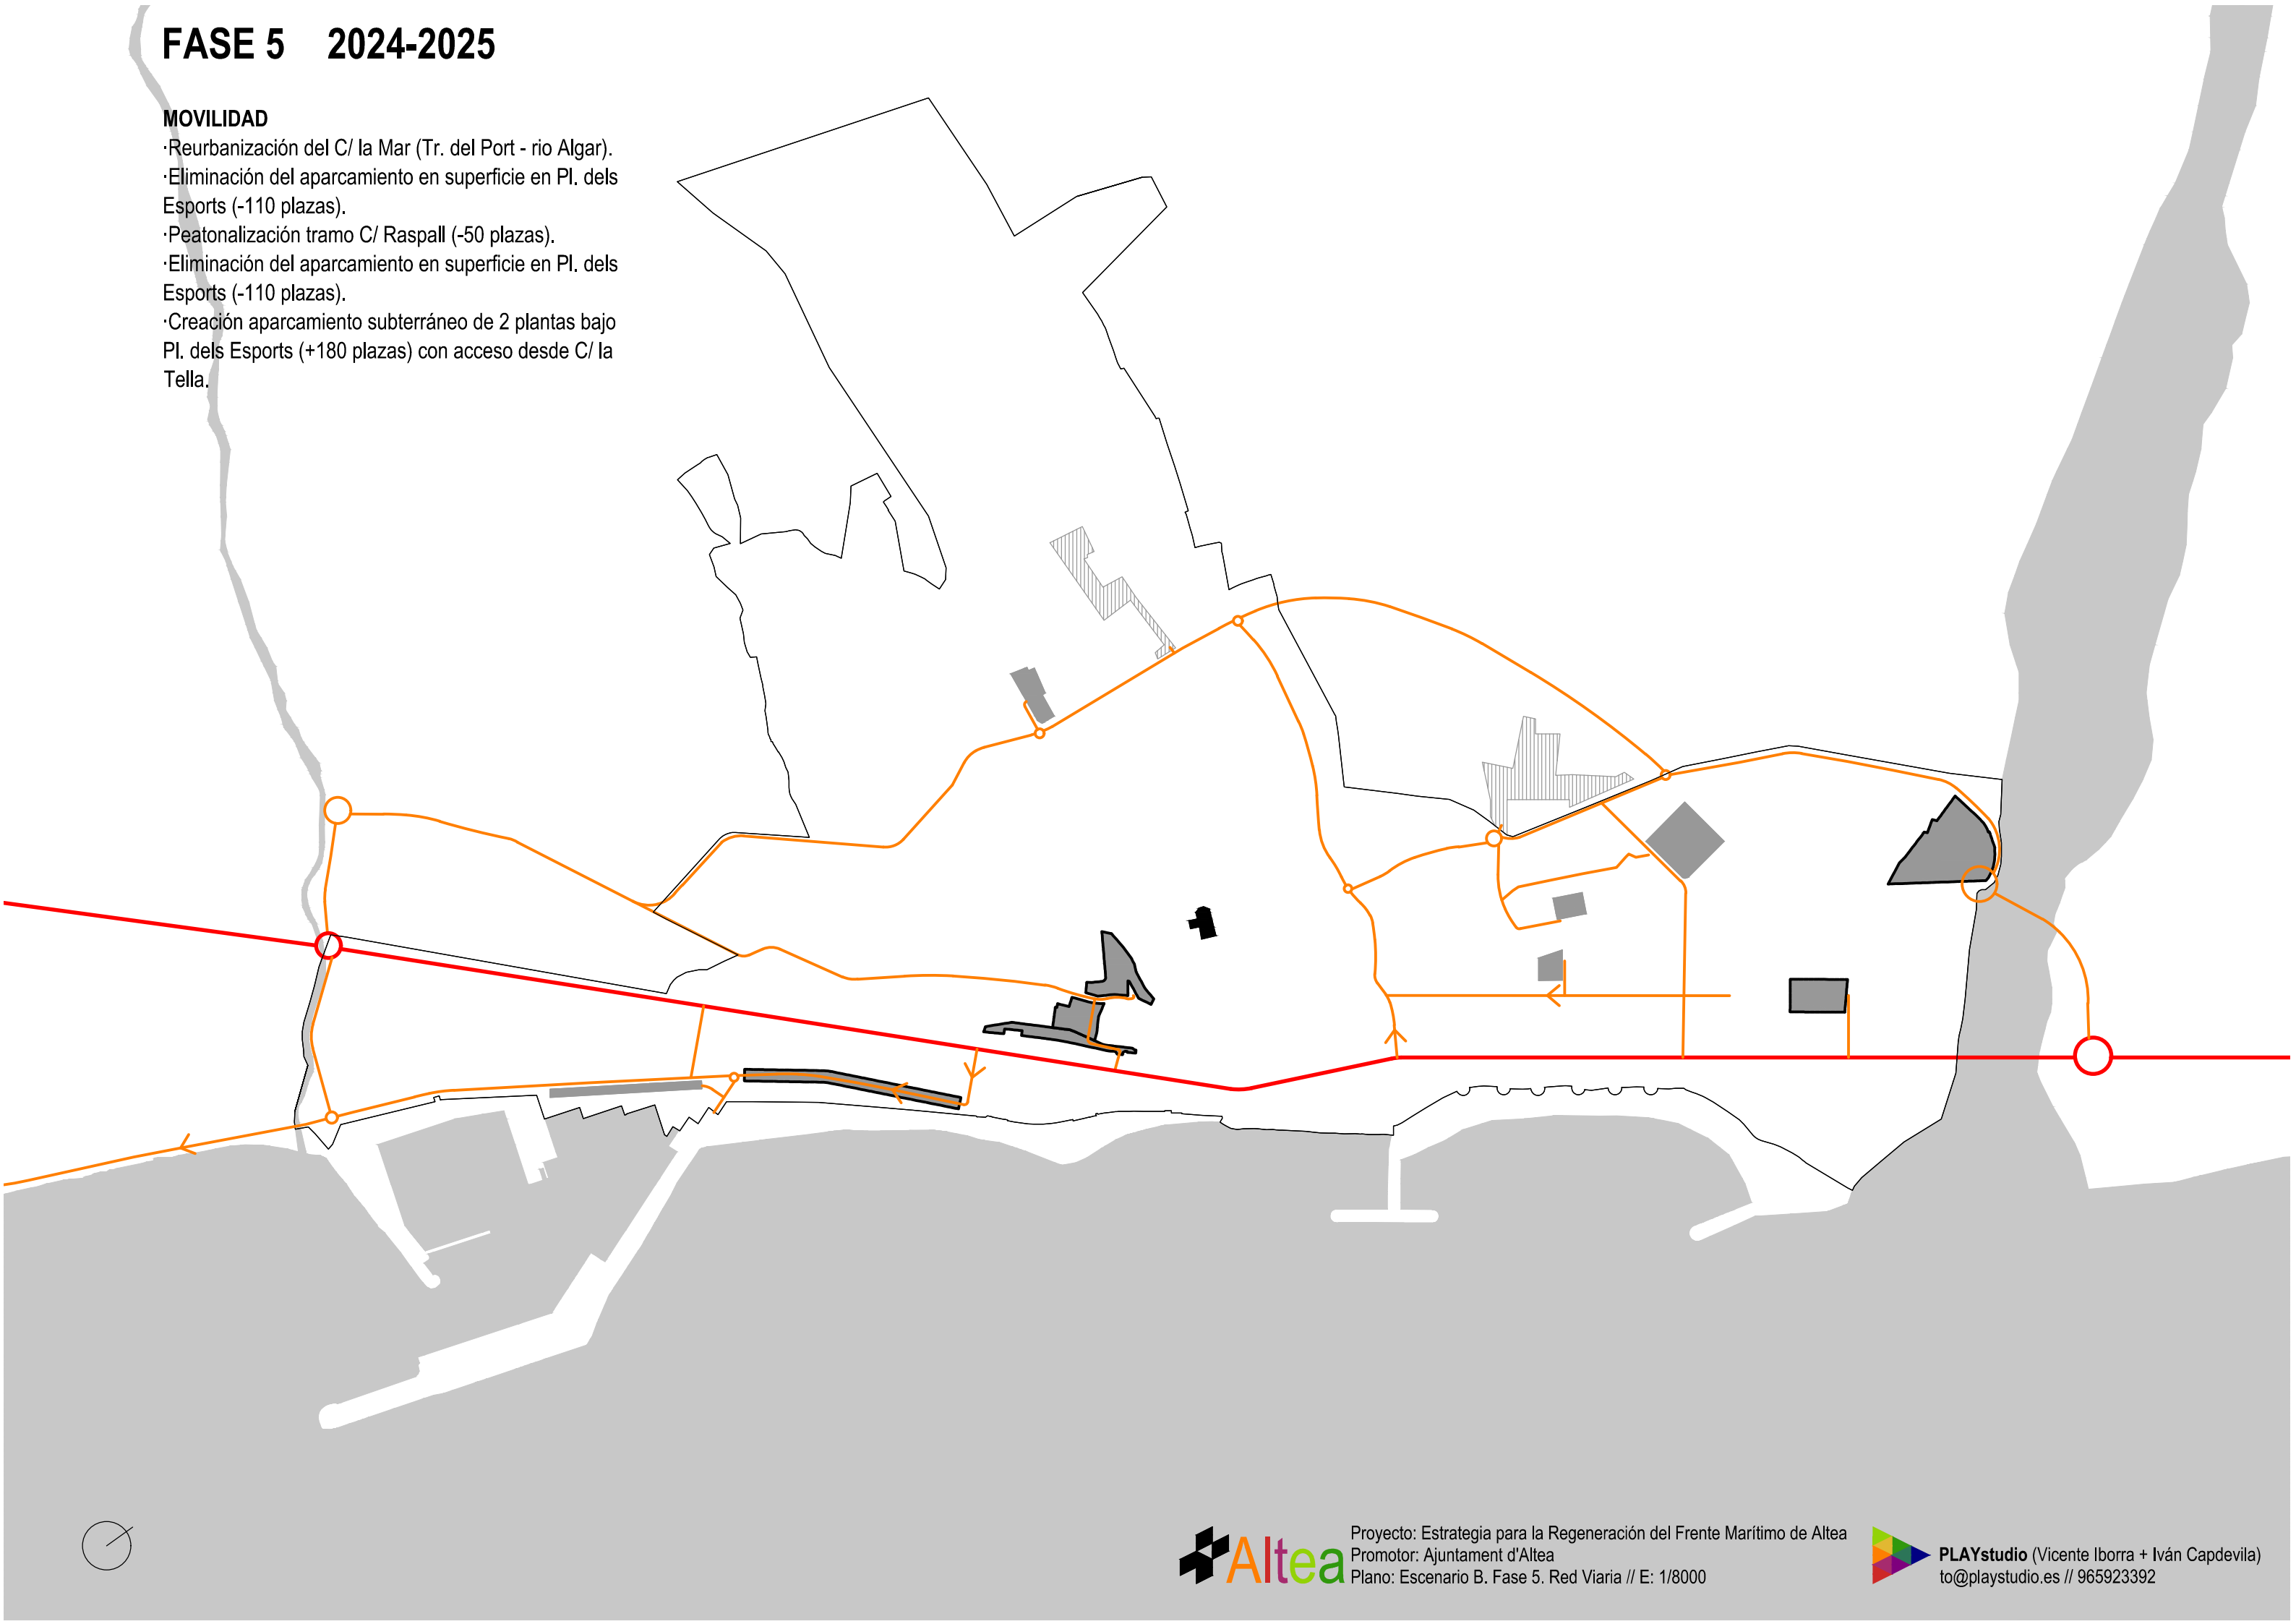 FASE 5 2024-2025
MOVILIDAD
·Reurbanización del C/ la Mar (Tr. del Port - rio Algar).
·Eliminación del aparcamiento en superficie en Pl. dels
Esports (-110 plazas).
·Peatonalización tramo C/ Raspall (-50 plazas).
·Eliminación del aparcamiento en superficie en Pl. dels
Esports (-110 plazas).
·Creación aparcamiento subterráneo de 2 plantas bajo
Pl. dels Esports (+180 plazas) con acceso desde C/ la
Tella.
Altea
Proyecto: Estrategia para la Regeneración del Frente Marítimo de Altea
Promotor: Ajuntament d'Altea
Plano: Escenario B. Fase 5. Red Viaria // E: 1/8000
PLAYstudio (Vicente Iborra + Iván Capdevila)
to@playstudio.es // 965923392